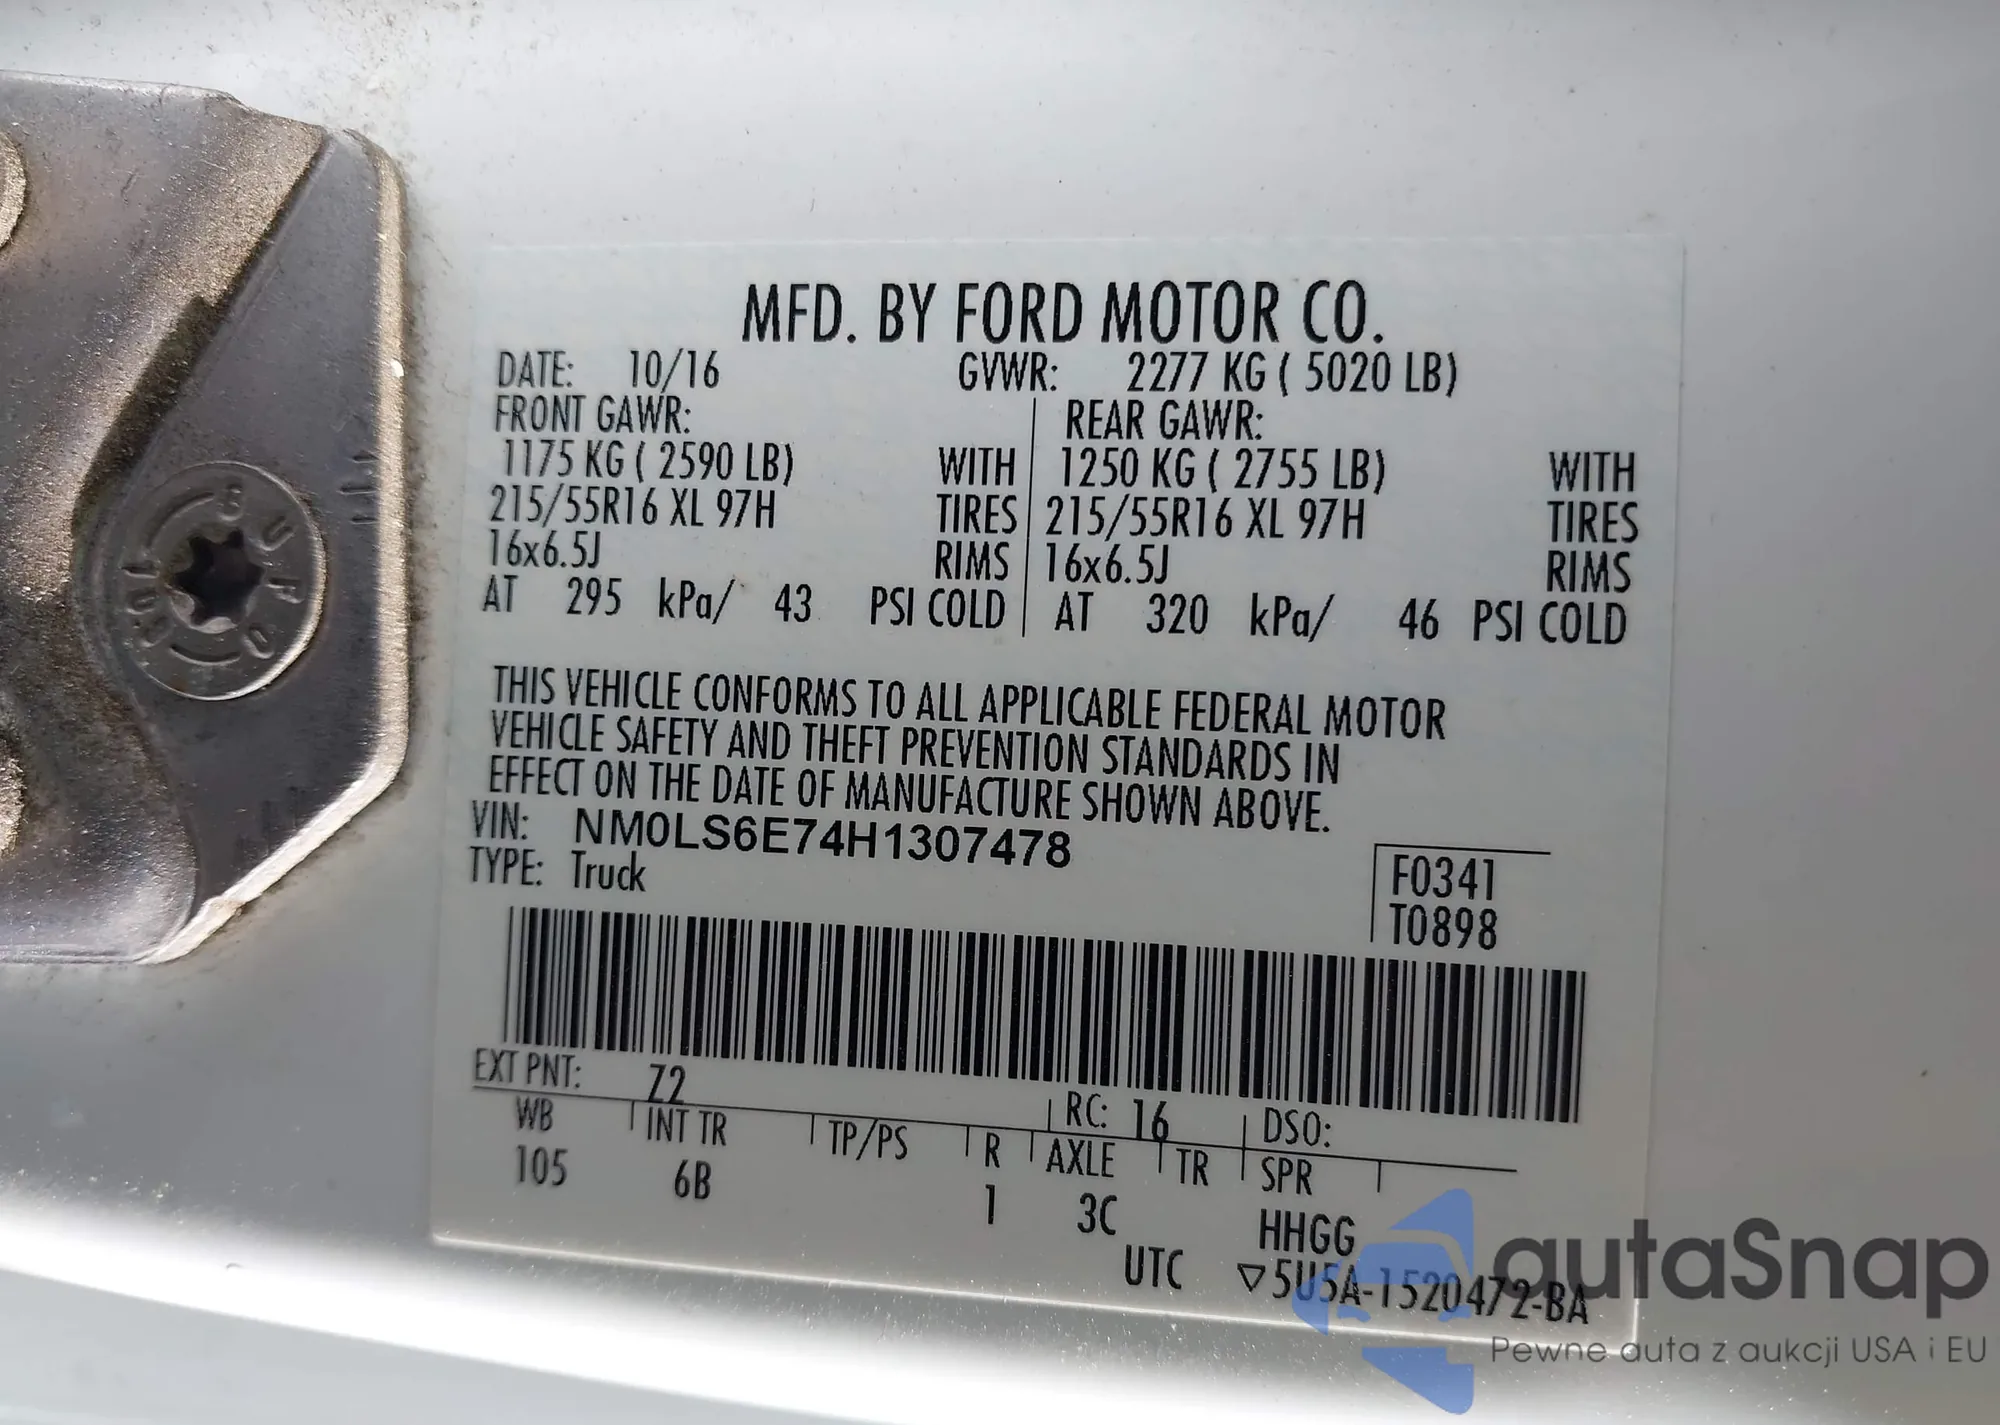 MFD. BY FORD MOTOR CO.
DATE: 10/16 GVWR: 2277 KG ( 5020 LB)
FRONT GAWR: REAR GAWR:
1175 KG ( 2590 LB) WITH 1250 KG ( 2755 LB) WITH
215/55R16 XL 97H TIRES 215/55R16 XL 97H TIRES
16x6.5J RIMS 16x6.5J RIMS
AT 295 kPa/ 43 PSI COLD AT 320 kPa/ 46 PSI COLD
THIS VEHICLE CONFORMS TO ALL APPLICABLE FEDERAL MOTOR
VEHICLE SAFETY AND THEFT PREVENTION STANDARDS IN
EFFECT ON THE DATE OF MANUFACTURE SHOWN ABOVE.
VIN: NM0LS6E74H1307478
TYPE: Truck
F0341
T0898
EXT PNT: Z2 RC: 16 DSO:
WB INT TR TP/PS R AXLE TR SPR
105 6B 1 3C HHGG
UTC ▽5U5A-1520472-BA
autaSnap
Pewne auta z aukcji USA i EU